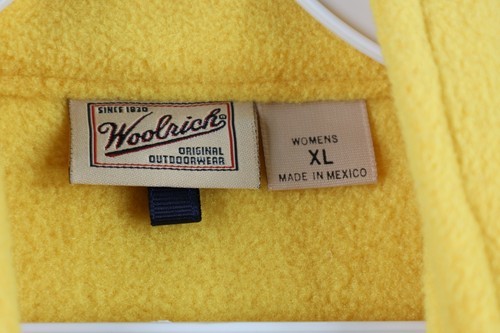 SINCE 1830
Woolrich
ORIGINAL
OUTDOORWEAR
WOMENS
XL
MADE IN MEXICO